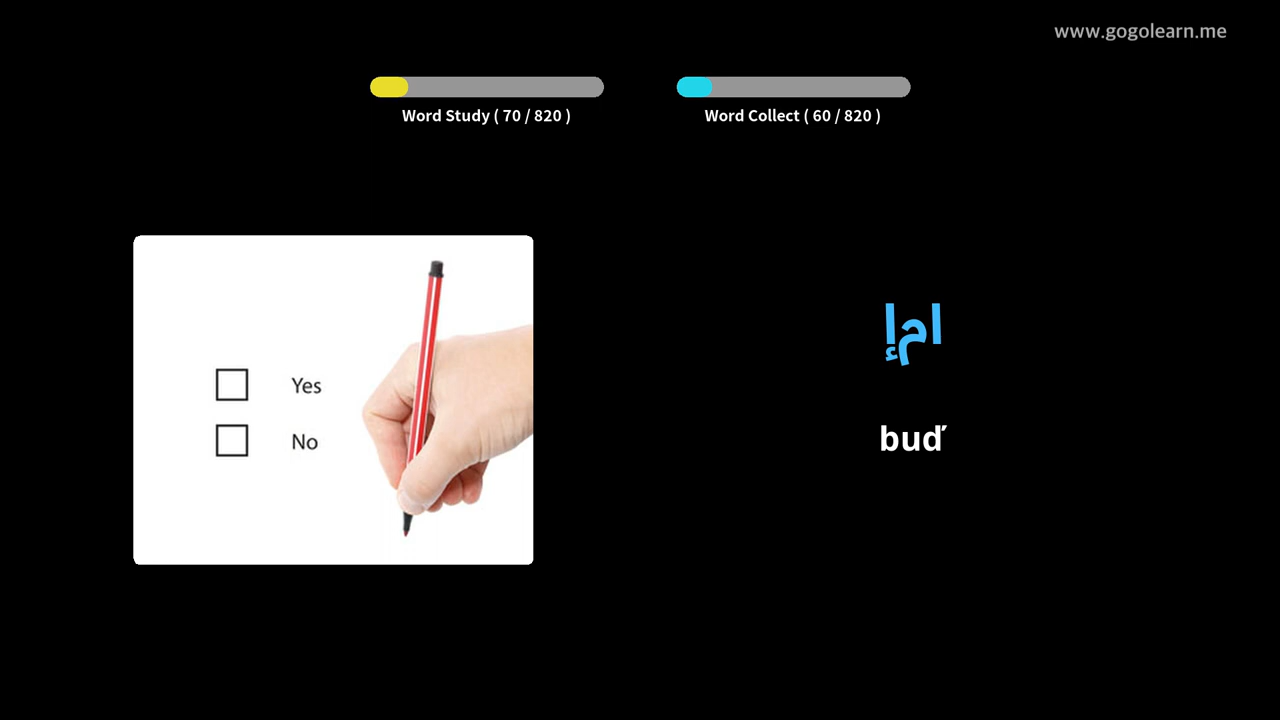 www.gogolearn.me
Word Study ( 70 / 820 )
Word Collect ( 60 / 820 )
Yes
No
إما
buď